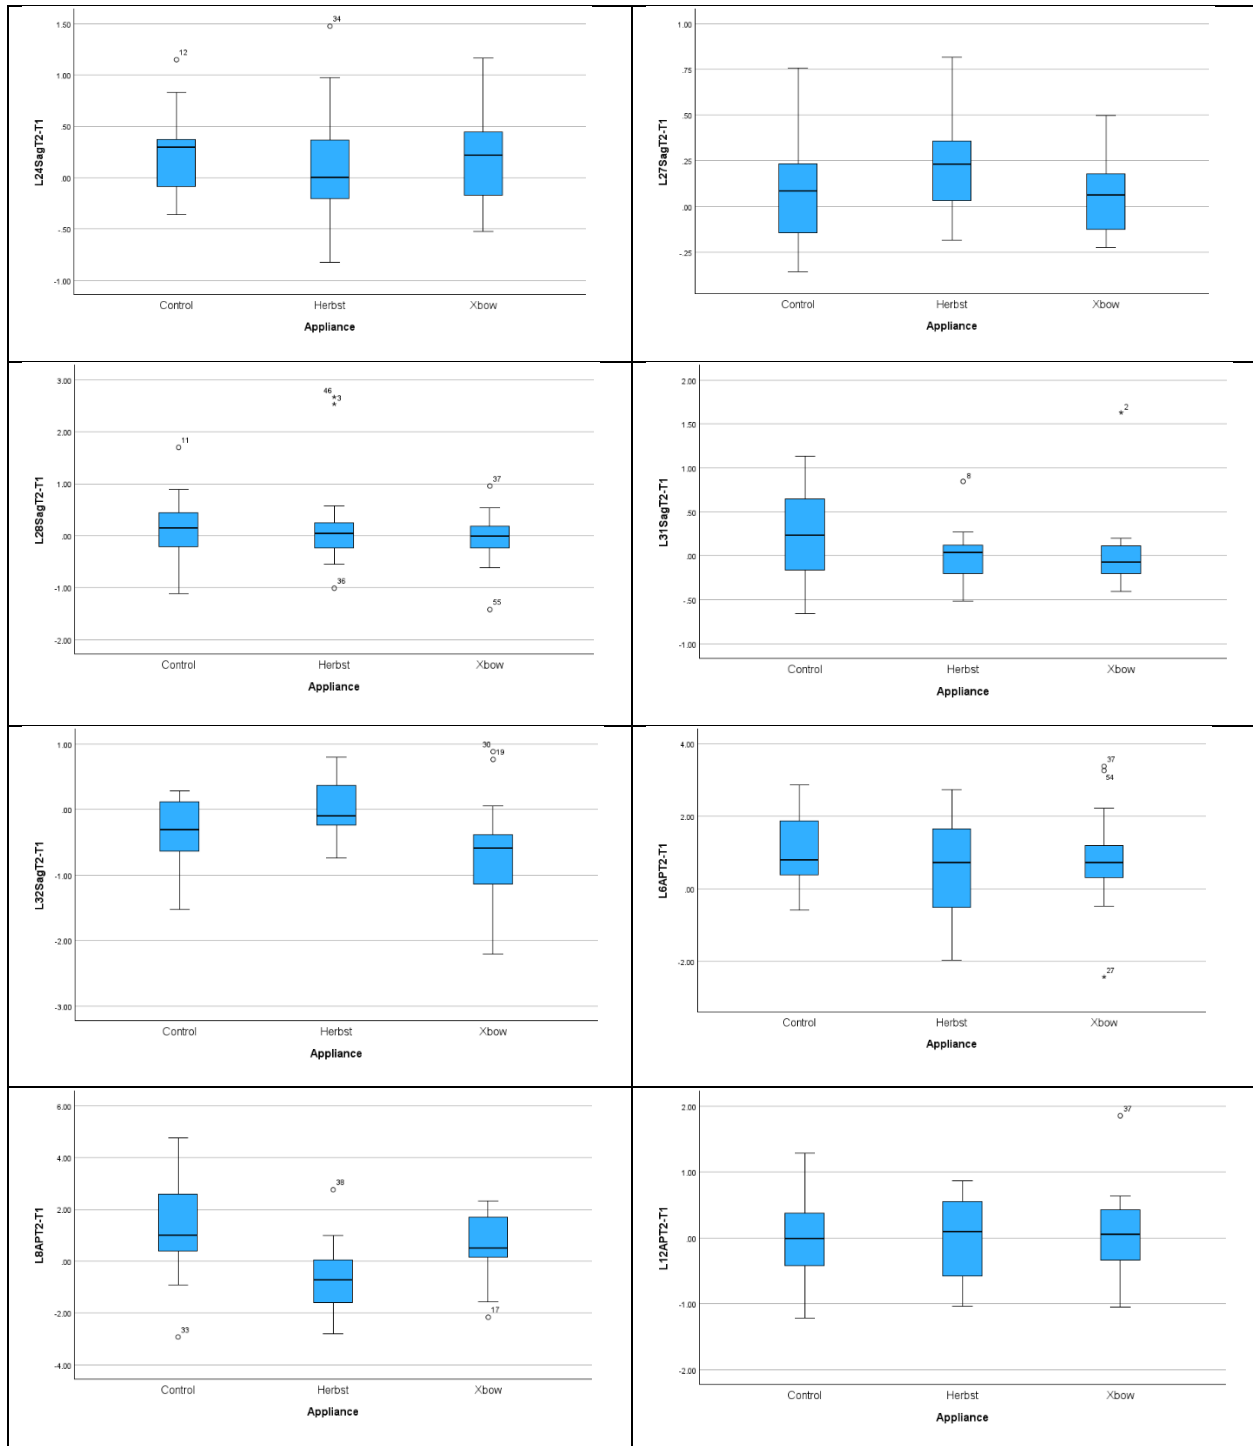 L24SagT2-T1
1.50
1.00
.50
.00
-.50
-1.00
12
34
Control Herbst Xbow
Appliance
L27SagT2-T1
1.00
.75
.50
.25
.00
-.25
Control Herbst Xbow
Appliance
L28SagT2-T1
3.00
2.00
1.00
.00
-1.00
-2.00
11
46
*3
*
36
37
55
Control Herbst Xbow
Appliance
L31SagT2-T1
2.00
1.50
1.00
.50
.00
-.50
-1.00
8
*2
Control Herbst Xbow
Appliance
L32SagT2-T1
1.00
.00
-1.00
-2.00
-3.00
30
19
Control Herbst Xbow
Appliance
L6APT2-T1
4.00
2.00
.00
-2.00
37
54
*27
Control Herbst Xbow
Appliance
L8APT2-T1
6.00
4.00
2.00
.00
-2.00
-4.00
33
38
17
Control Herbst Xbow
Appliance
L12APT2-T1
2.00
1.00
.00
-1.00
-2.00
37
Control Herbst Xbow
Appliance